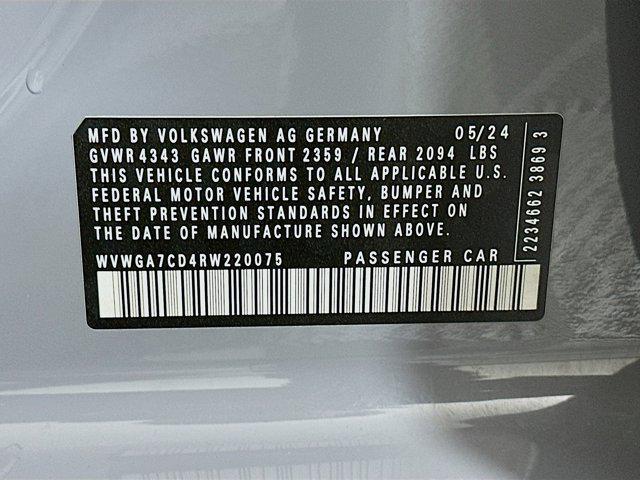 MFD BY VOLKSWAGEN AG GERMANY 05/24
GVWR 4343 GAWR FRONT 2359 / REAR 2094 LBS
THIS VEHICLE CONFORMS TO ALL APPLICABLE U.S.
FEDERAL MOTOR VEHICLE SAFETY, BUMPER AND
THEFT PREVENTION STANDARDS IN EFFECT ON
THE DATE OF MANUFACTURE SHOWN ABOVE.
WVWGA7CD4RW220075 PASSENGER CAR
2234662 3869 3